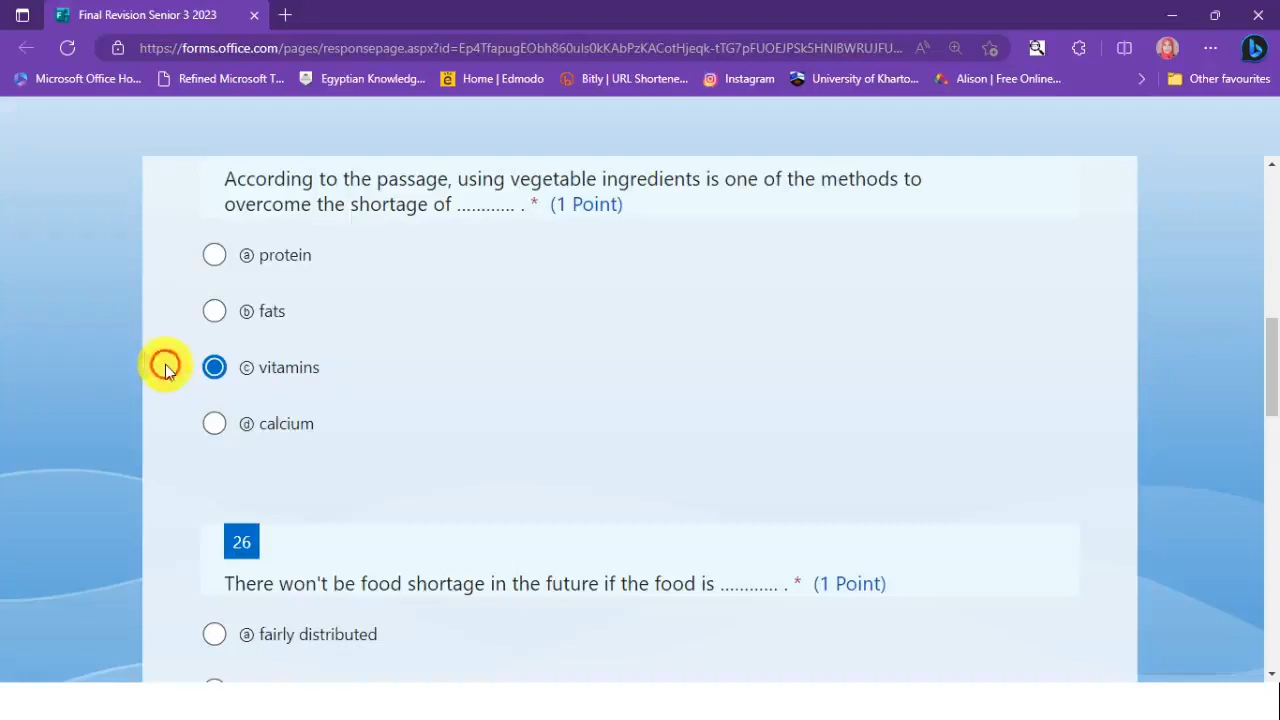 Final Revision Senior 3 2023
https://forms.office.com/pages/responsepage.aspx?id=Ep4TfapugEObh860uls0kKAbPzKACotHjeqk-tTG7pFUOEJPSk5HNlBWRUJFU...
Microsoft Office Ho...
Refined Microsoft T...
Egyptian Knowledg...
Home | Edmodo
Bitly | URL Shortene...
Instagram
University of Kharto...
Alison | Free Online...
Other favourites
According to the passage, using vegetable ingredients is one of the methods to
overcome the shortage of ............ . * (1 Point)
ⓐ protein
ⓑ fats
ⓒ vitamins
ⓓ calcium
26
There won't be food shortage in the future if the food is ............ . * (1 Point)
ⓐ fairly distributed